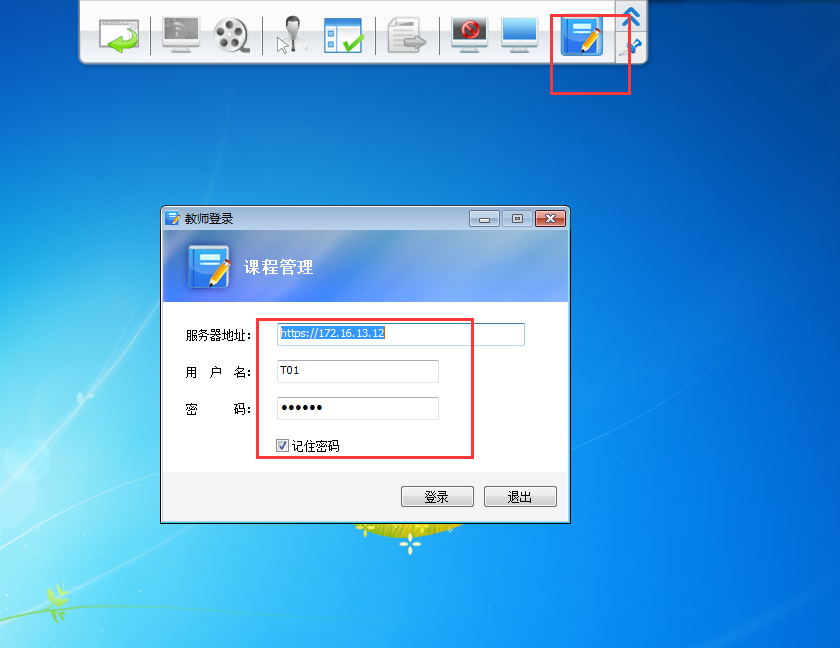 教师登录
课程管理
服务器地址: https://172.16.13.12
用 户 名: T01
密 码: ••••••
记住密码
登录 退出